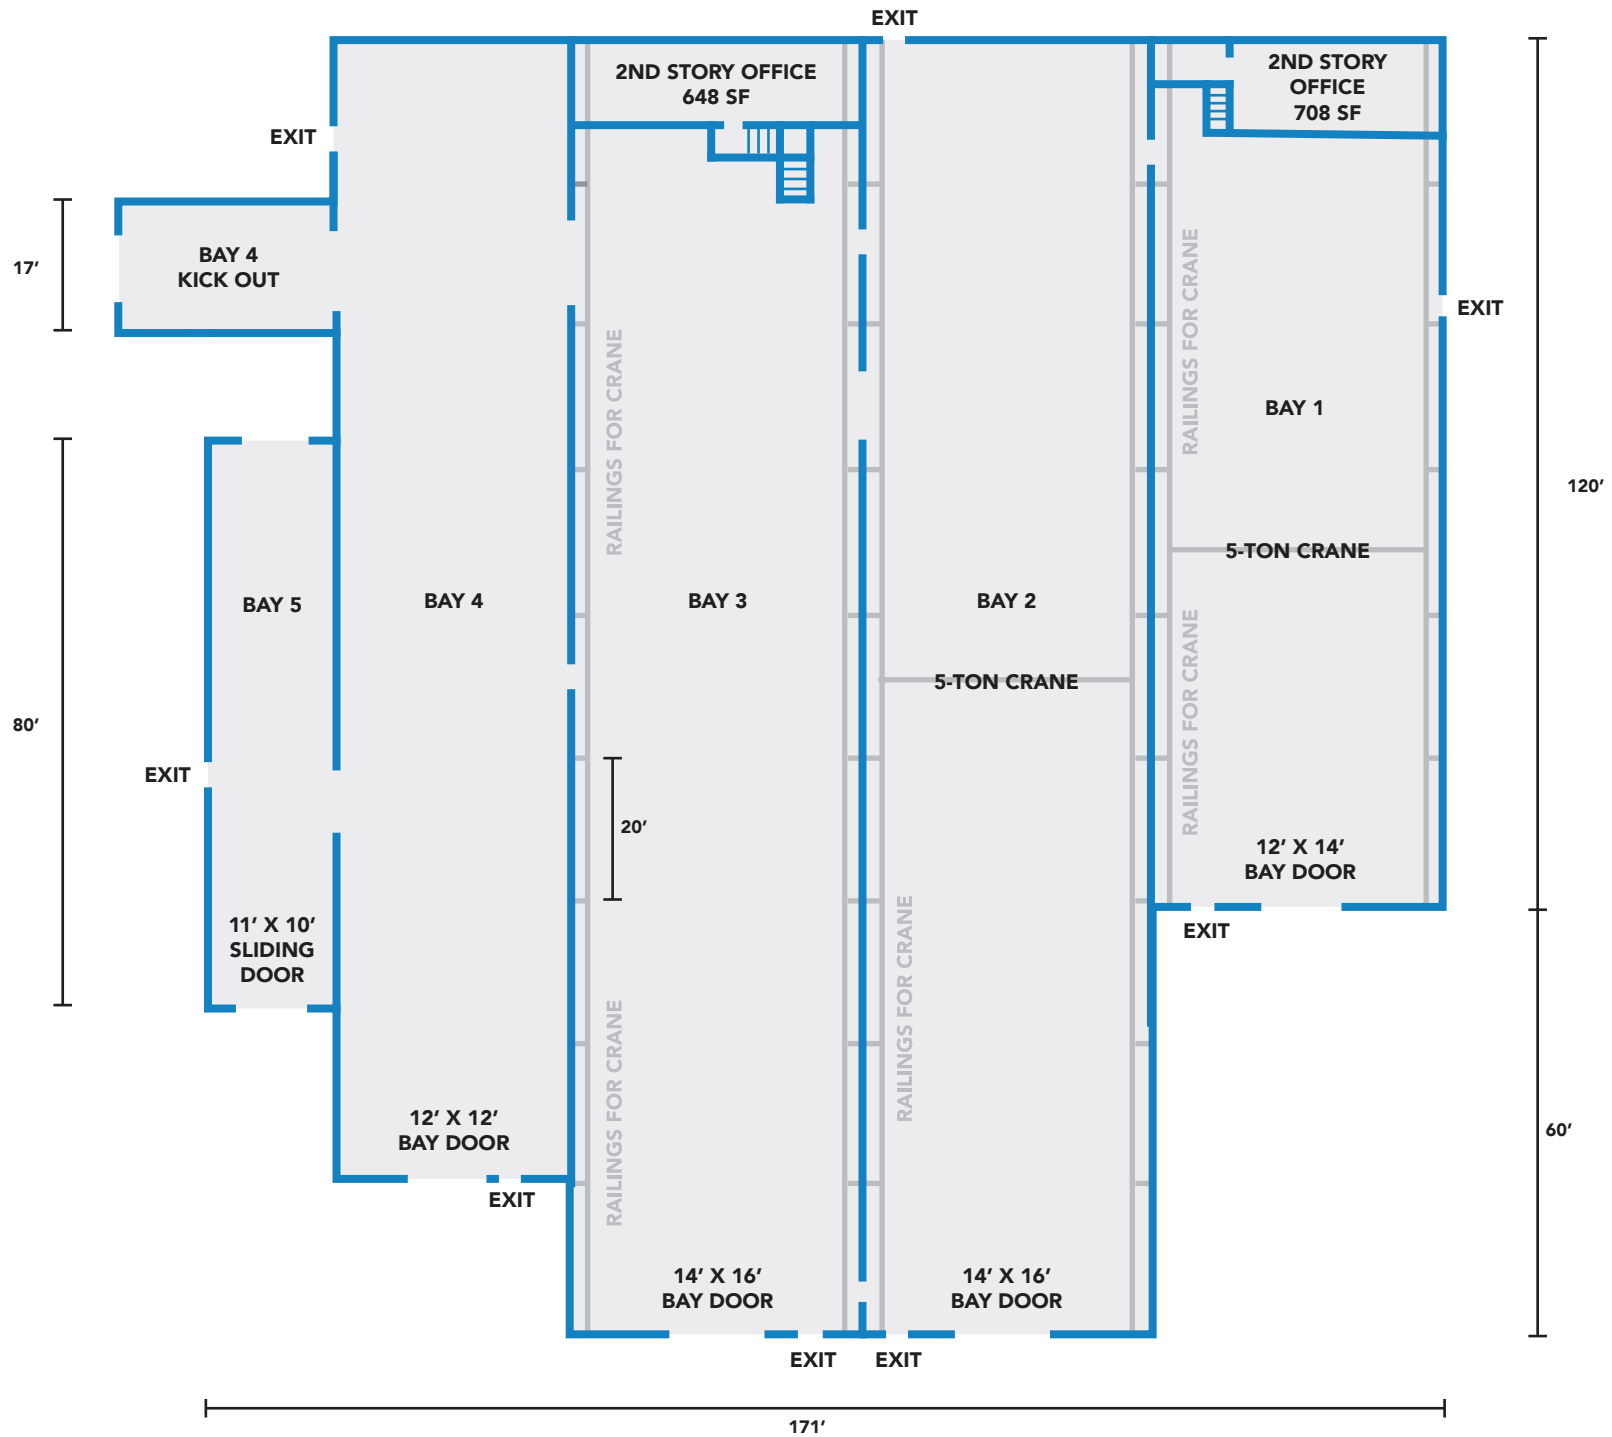 EXIT
2ND STORY OFFICE
648 SF
2ND STORY
OFFICE
708 SF
EXIT
BAY 4
KICK OUT
17’
RAILINGS FOR CRANE
RAILINGS FOR CRANE
EXIT
BAY 1
120’
5-TON CRANE
BAY 5
BAY 4
BAY 3
BAY 2
5-TON CRANE
RAILINGS FOR CRANE
80’
EXIT
20’
12’ X 14’
BAY DOOR
EXIT
11’ X 10’
SLIDING
DOOR
RAILINGS FOR CRANE
RAILINGS FOR CRANE
12’ X 12’
BAY DOOR
EXIT
60’
14’ X 16’
BAY DOOR
14’ X 16’
BAY DOOR
EXIT
EXIT
171’